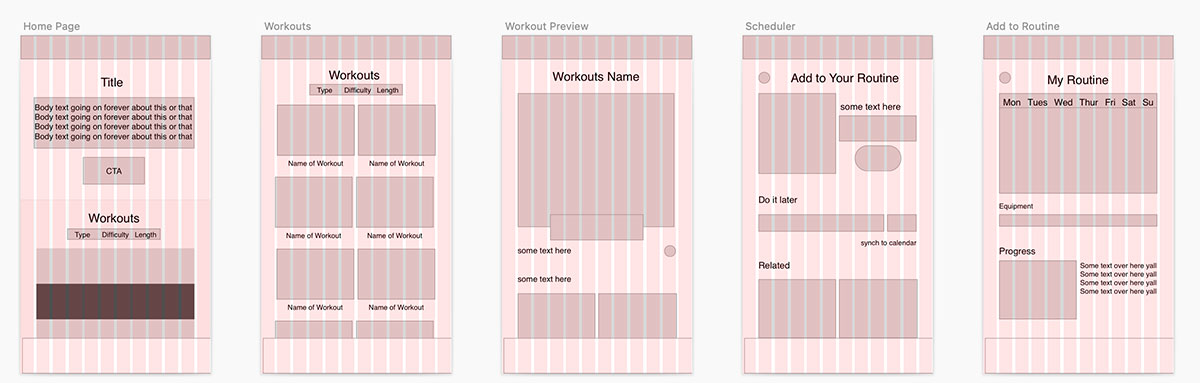 Home Page
Title
Body text going on forever about this or that
Body text going on forever about this or that
Body text going on forever about this or that
Body text going on forever about this or that
CTA
Workouts
Type Difficulty Length
Workouts
Workouts
Type Difficulty Length
Name of Workout Name of Workout
Name of Workout Name of Workout
Name of Workout Name of Workout
Workout Preview
Workouts Name
some text here
some text here
Scheduler
Add to Your Routine
some text here
Do it later
synch to calendar
Related
Add to Routine
My Routine
Mon Tues Wed Thur Fri Sat Su
Equipment
Progress
Some text over here yall
Some text over here yall
Some text over here yall
Some text over here yall